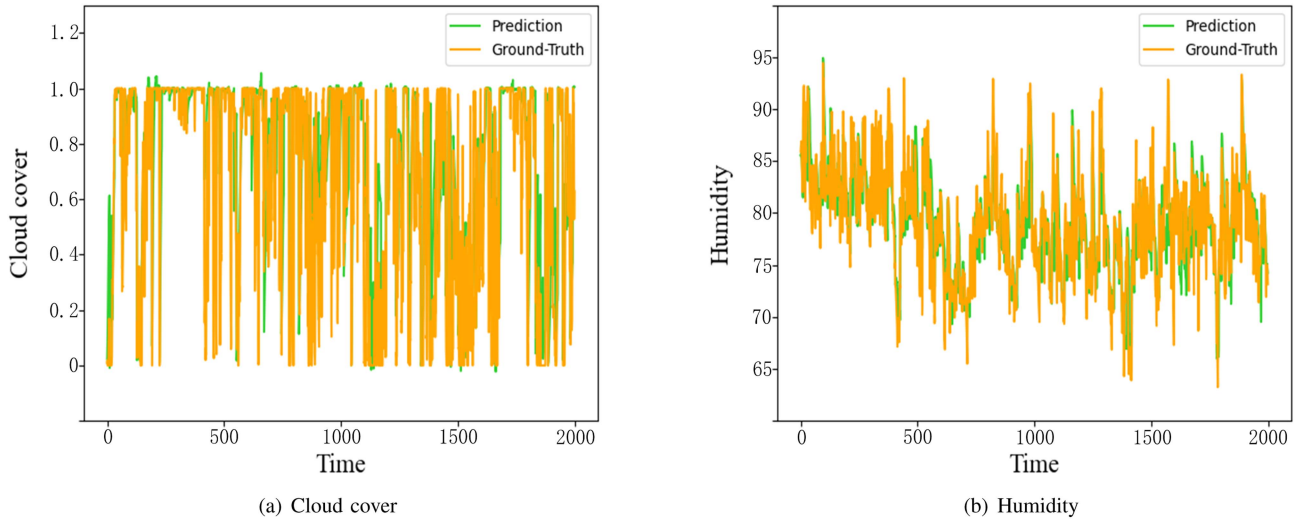 Prediction
Ground-Truth
1.2
1.0
0.8
0.6
0.4
0.2
0
Cloud cover
0 500 1000 1500 2000
Time
(a) Cloud cover
Prediction
Ground-Truth
95
90
85
80
75
70
65
Humidity
0 500 1000 1500 2000
Time
(b) Humidity